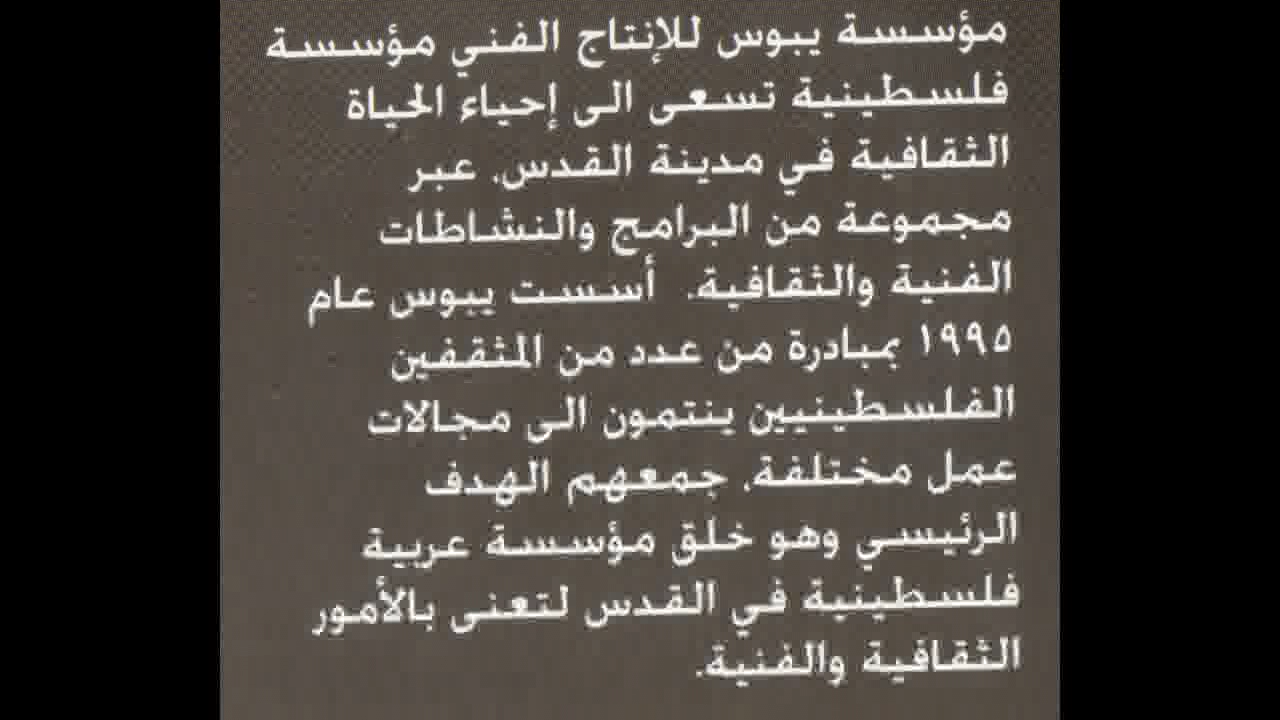 مؤسسة يبوس للإنتاج الفني مؤسسة
فلسطينية تسعى الى إحياء الحياة
الثقافية في مدينة القدس، عبر
مجموعة من البرامج والنشاطات
الفنية والثقافية. أسست يبوس عام
١٩٩٥ بمبادرة من عدد من المثقفين
الفلسطينيين ينتمون الى مجالات
عمل مختلفة، جمعهم الهدف
الرئيسي وهو خلق مؤسسة عربية
فلسطينية في القدس لتعنى بالأمور
الثقافية والفنية.